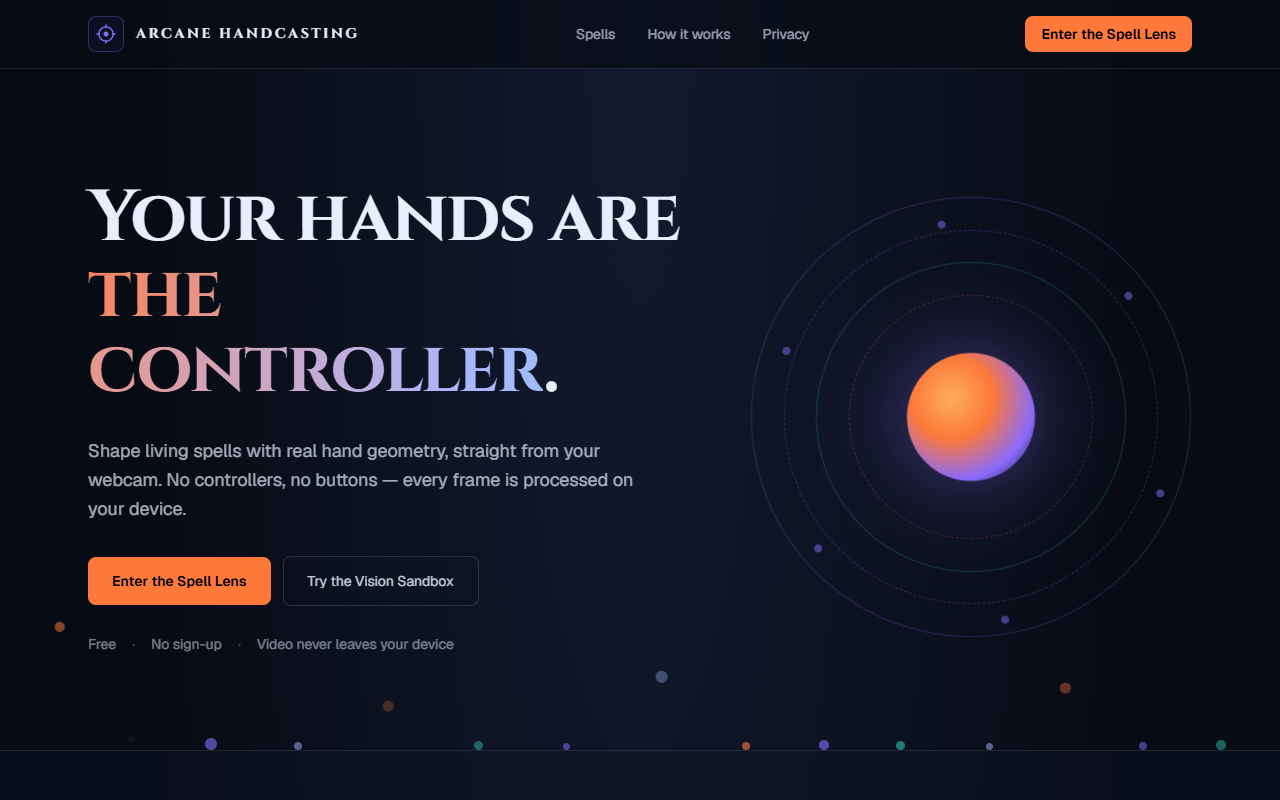 ARCANE HANDCASTING
Spells
How it works
Privacy
Enter the Spell Lens
YOUR HANDS ARE
THE
CONTROLLER.
Shape living spells with real hand geometry, straight from your
webcam. No controllers, no buttons — every frame is processed on
your device.
Enter the Spell Lens
Try the Vision Sandbox
Free · No sign-up · Video never leaves your device